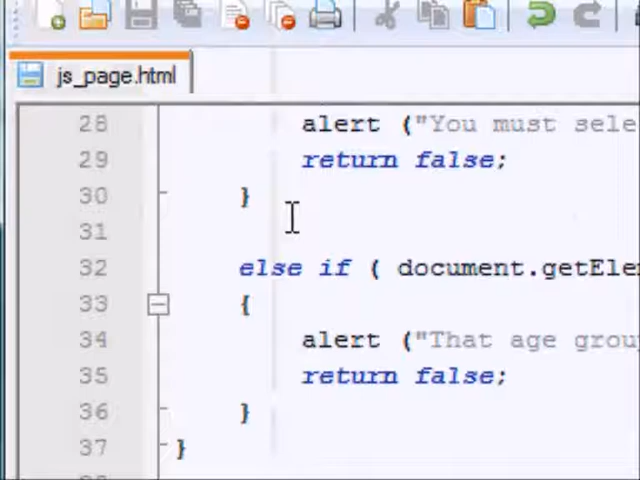 js_page.html
28 alert ("You must sele
29 return false;
30 }
31
32 else if ( document.getEle
33 {
34 alert ("That age grou
35 return false;
36 }
37 }